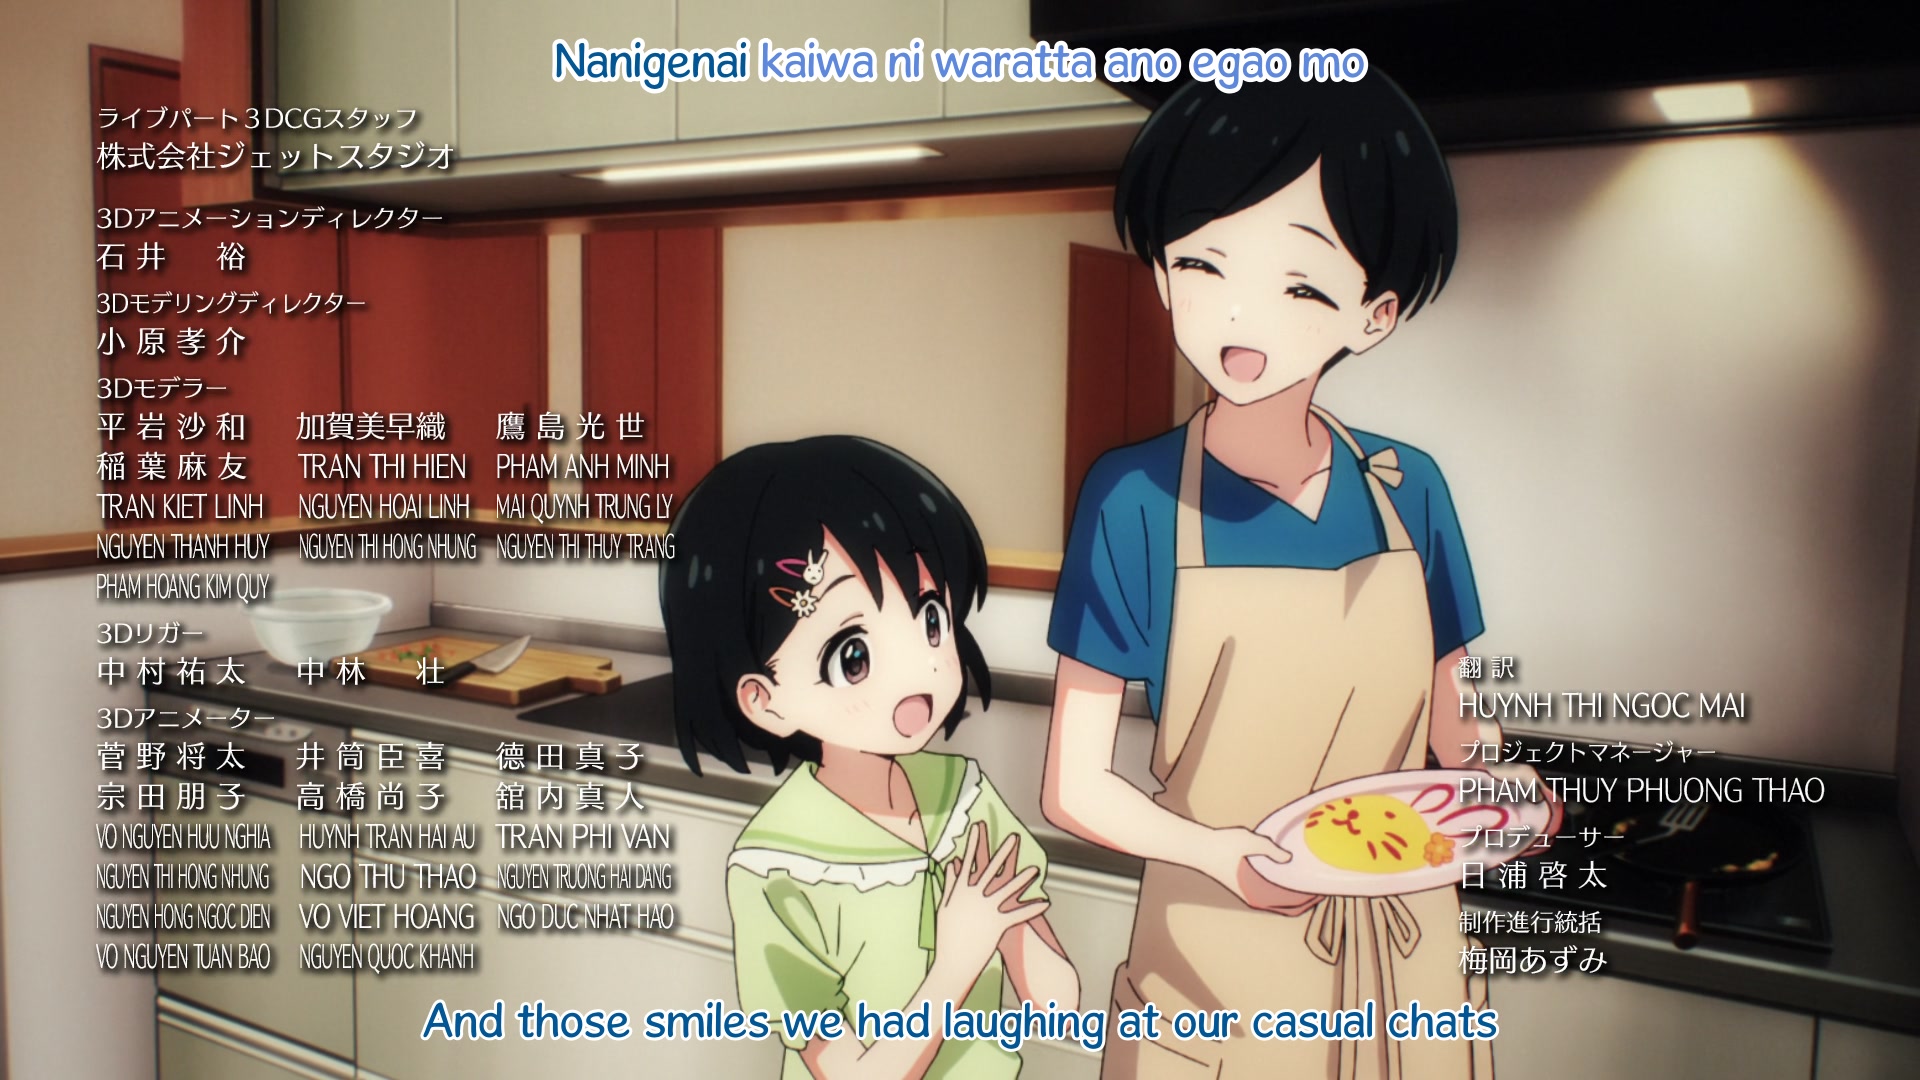 Nanigenai kaiwa ni waratta ano egao mo
ライブパート3DCGスタッフ
株式会社ジェットスタジオ
3Dアニメーションディレクター
石井 裕
3Dモデリングディレクター
小原孝介
3Dモデラー
平岩沙和 加賀美早織 鷹島光世
稲葉麻友 TRAN THI HIEN PHAM ANH MINH
TRAN KIET LINH NGUYEN HOAI LINH MAI QUYNH TRUNG LY
NGUYEN THANH HUY NGUYEN THI HONG NHUNG NGUYEN THI THUY TRANG
PHAM HOANG KIM QUY
3Dリガー
中村祐太 中林 壮
3Dアニメーター
菅野将太 井筒臣喜 德田真子
宗田朋子 高橋尚子 舘内真人
VO NGUYEN HUU NGHIA HUYNH TRAN HAI AU TRAN PHI VAN
NGUYEN THI HONG NHUNG NGO THU THAO NGUYEN TRUONG HAI DANG
NGUYEN HONG NGOC DIEN VO VIET HOANG NGO DUC NHAT HAO
VO NGUYEN TUAN BAO NGUYEN QUOC KHANH
翻訳
HUYNH THI NGOC MAI
プロジェクトマネージャー
PHAM THUY PHUONG THAO
プロデューサー
日浦啓太
制作進行統括
梅岡あずみ
And those smiles we had laughing at our casual chats